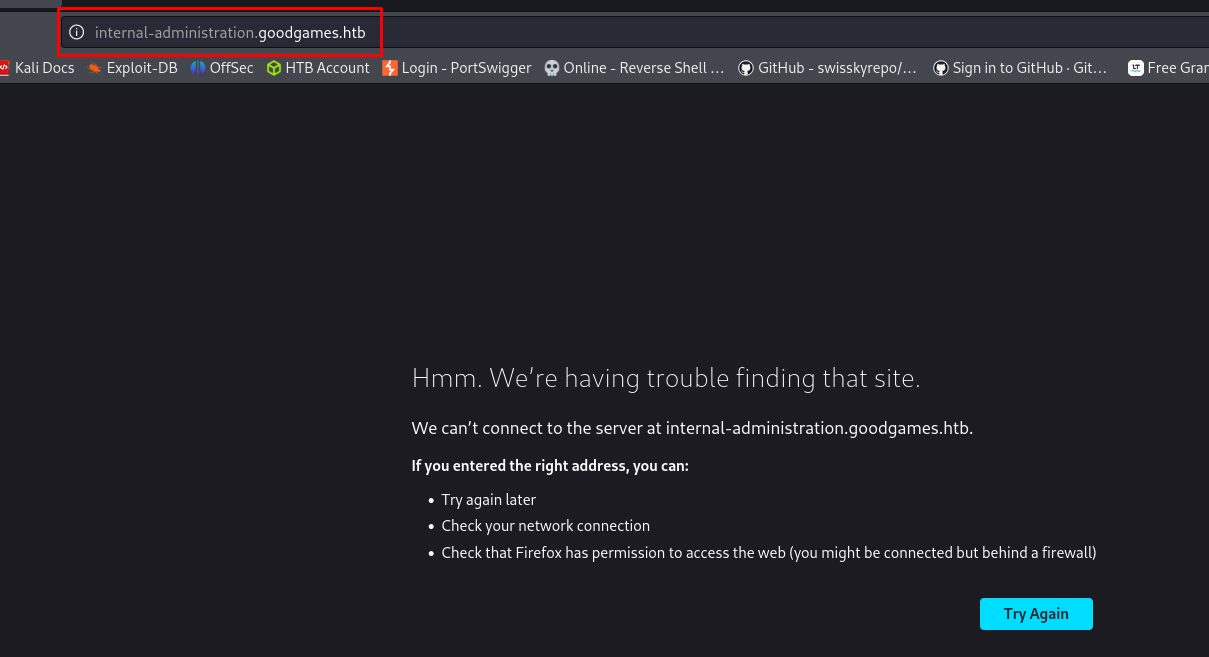 internal-administration.goodgames.htb
Kali Docs Exploit-DB OffSec HTB Account Login - PortSwigger Online - Reverse Shell ... GitHub - swisskyrepo/... Sign in to GitHub · Git... Free Gran
Hmm. We're having trouble finding that site.
We can't connect to the server at internal-administration.goodgames.htb.
If you entered the right address, you can:
• Try again later
• Check your network connection
• Check that Firefox has permission to access the web (you might be connected but behind a firewall)
Try Again